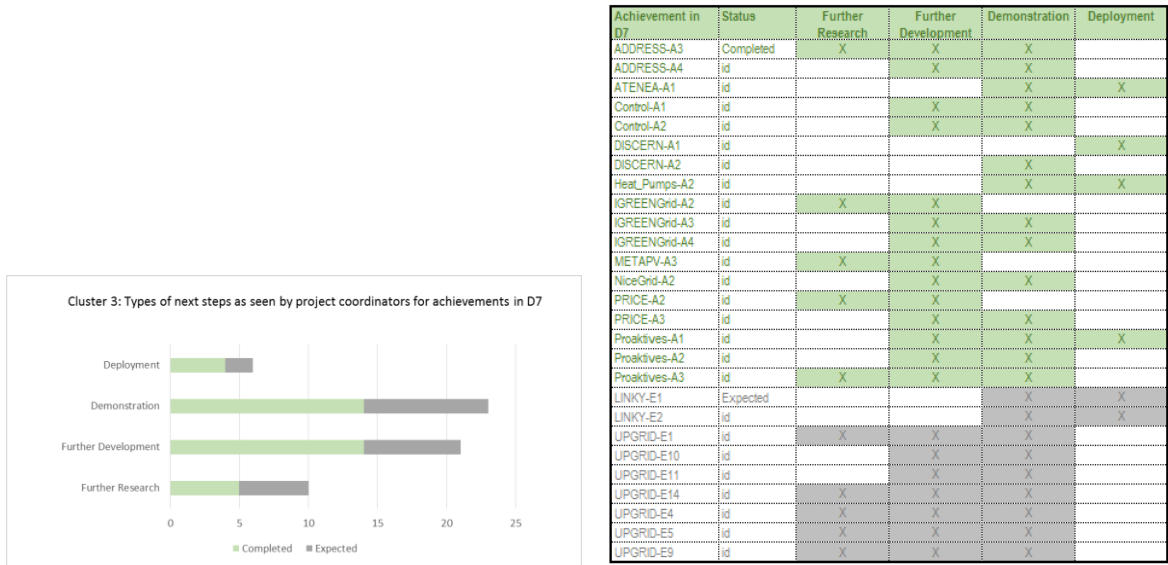 Cluster 3: Types of next steps as seen by project coordinators for achievements in D7
Deployment
Demonstration
Further Development
Further Research
0 5 10 15 20 25
Completed Expected
Achievement in D7 Status Further Research Further Development Demonstration Deployment
ADDRESS-A3 Completed X X X
ADDRESS-A4 id X X
ATENEA-A1 id X X
Control-A1 id X X
Control-A2 id X X
DISCERN-A1 id X
DISCERN-A2 id X
Heat_Pumps-A2 id X X
IGREENGrid-A2 id X X
IGREENGrid-A3 id X X
IGREENGrid-A4 id X X
METAPV-A3 id X X
NiceGrid-A2 id X X
PRICE-A2 id X X
PRICE-A3 id X X
Proaktives-A1 id X X X
Proaktives-A2 id X X
Proaktives-A3 id X X X
LINKY-E1 Expected X X
LINKY-E2 id X X
UPGRID-E1 id X X X
UPGRID-E10 id X X
UPGRID-E11 id X X
UPGRID-E14 id X X X
UPGRID-E4 id X X X
UPGRID-E5 id X X X
UPGRID-E9 id X X X